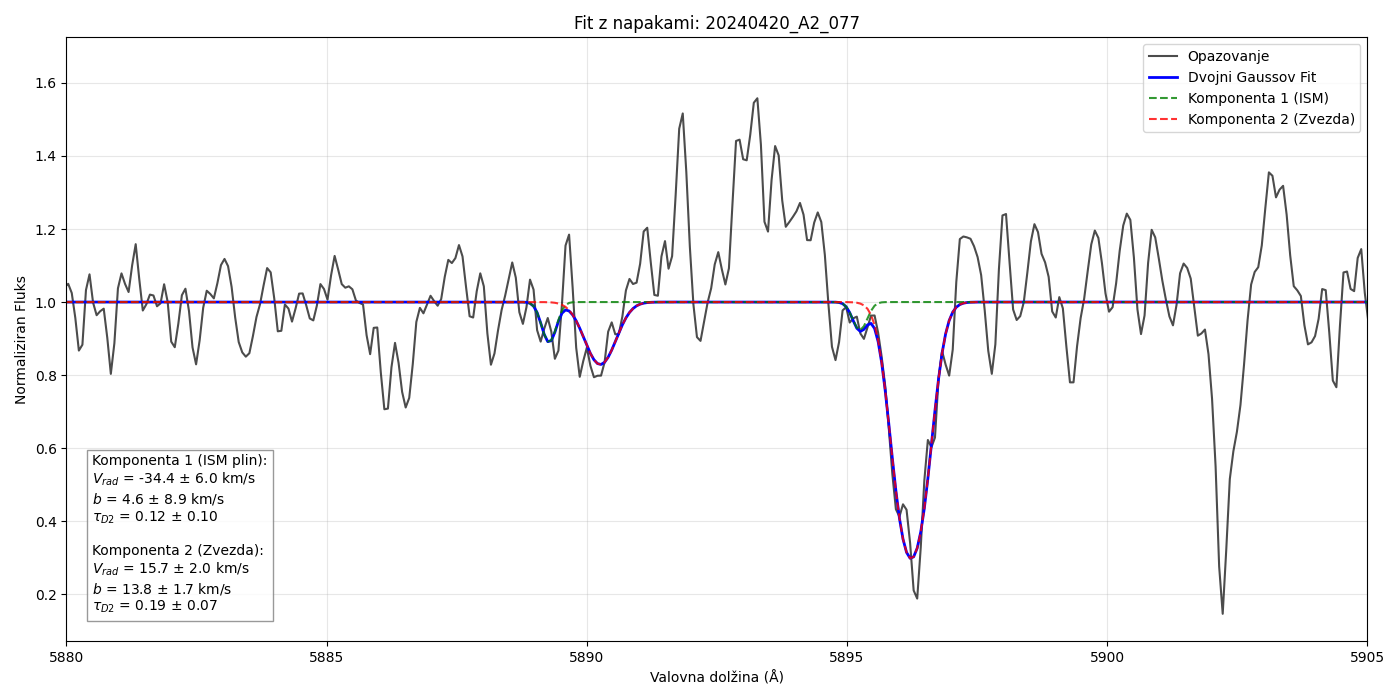 Fit z napakami: 20240420_A2_077
Normaliziran Fluks
1.6
1.4
1.2
1.0
0.8
0.6
0.4
0.2
Opazovanje
Dvojni Gaussov Fit
Komponenta 1 (ISM)
Komponenta 2 (Zvezda)
Komponenta 1 (ISM plin):
V_rad = -34.4 ± 6.0 km/s
b = 4.6 ± 8.9 km/s
τ_D2 = 0.12 ± 0.10
Komponenta 2 (Zvezda):
V_rad = 15.7 ± 2.0 km/s
b = 13.8 ± 1.7 km/s
τ_D2 = 0.19 ± 0.07
5880 5885 5890 5895 5900 5905
Valovna dolžina (Å)